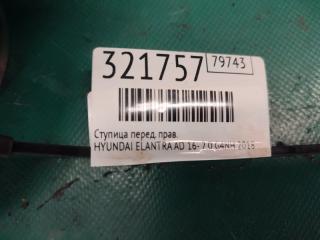 321757
79743
Ступица перед. прав.
HYUNDAI ELANTRA AD 16- 2.0 G4NH 2018